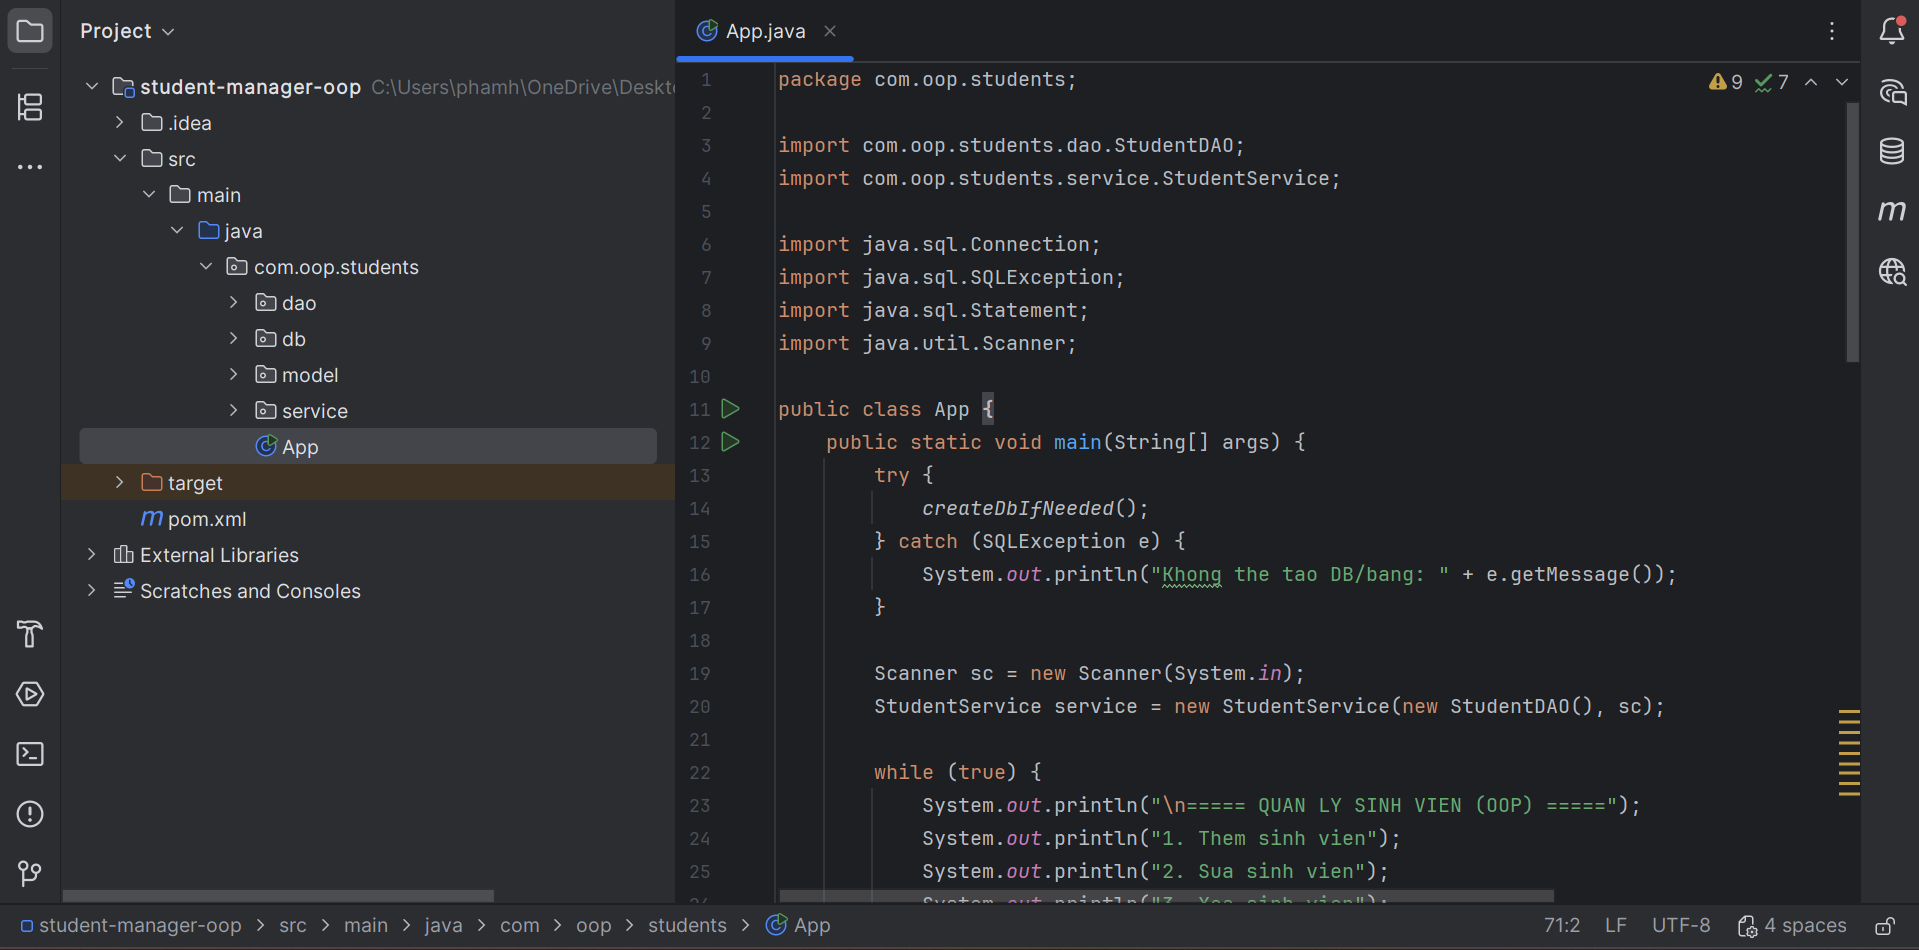 Project
student-manager-oop C:\Users\phamh\OneDrive\Deskt
.idea
src
main
java
com.oop.students
dao
db
model
service
App
target
m pom.xml
External Libraries
Scratches and Consoles
App.java
9 7
1 package com.oop.students;
2
3 import com.oop.students.dao.StudentDAO;
4 import com.oop.students.service.StudentService;
5
6 import java.sql.Connection;
7 import java.sql.SQLException;
8 import java.sql.Statement;
9 import java.util.Scanner;
10
11 public class App {
12 public static void main(String[] args) {
13 try {
14 createDbIfNeeded();
15 } catch (SQLException e) {
16 System.out.println("Khong the tao DB/bang: " + e.getMessage());
17 }
18
19 Scanner sc = new Scanner(System.in);
20 StudentService service = new StudentService(new StudentDAO(), sc);
21
22 while (true) {
23 System.out.println("\n===== QUAN LY SINH VIEN (OOP) =====");
24 System.out.println("1. Them sinh vien");
25 System.out.println("2. Sua sinh vien");
m
student-manager-oop > src > main > java > com > oop > students > App
71:2 LF UTF-8 4 spaces